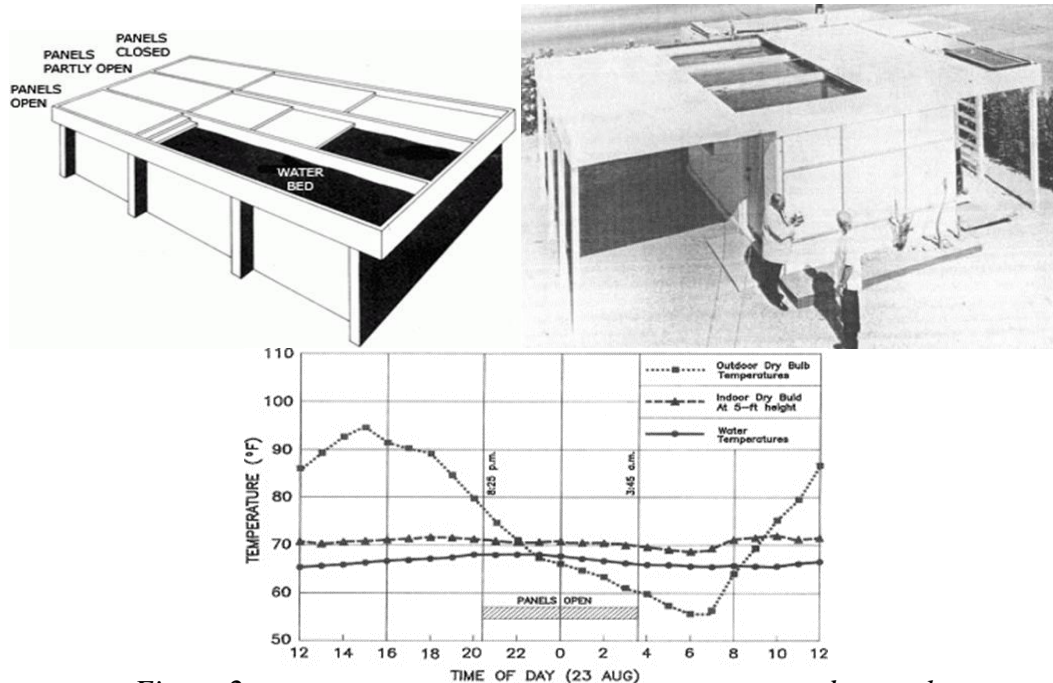 PANELS
CLOSED
PANELS
PARTLY OPEN
PANELS
OPEN
WATER
BED
110
100
90
80
70
60
50
TEMPERATURE (°F)
Outdoor Dry Bulb
Temperatures
Indoor Dry Buld
At 5-ft height
Water
Temperatures
8:25 p.m.
3:45 a.m.
PANELS OPEN
12 14 16 18 20 22 0 2 4 6 8 10 12
TIME OF DAY (23 AUG)